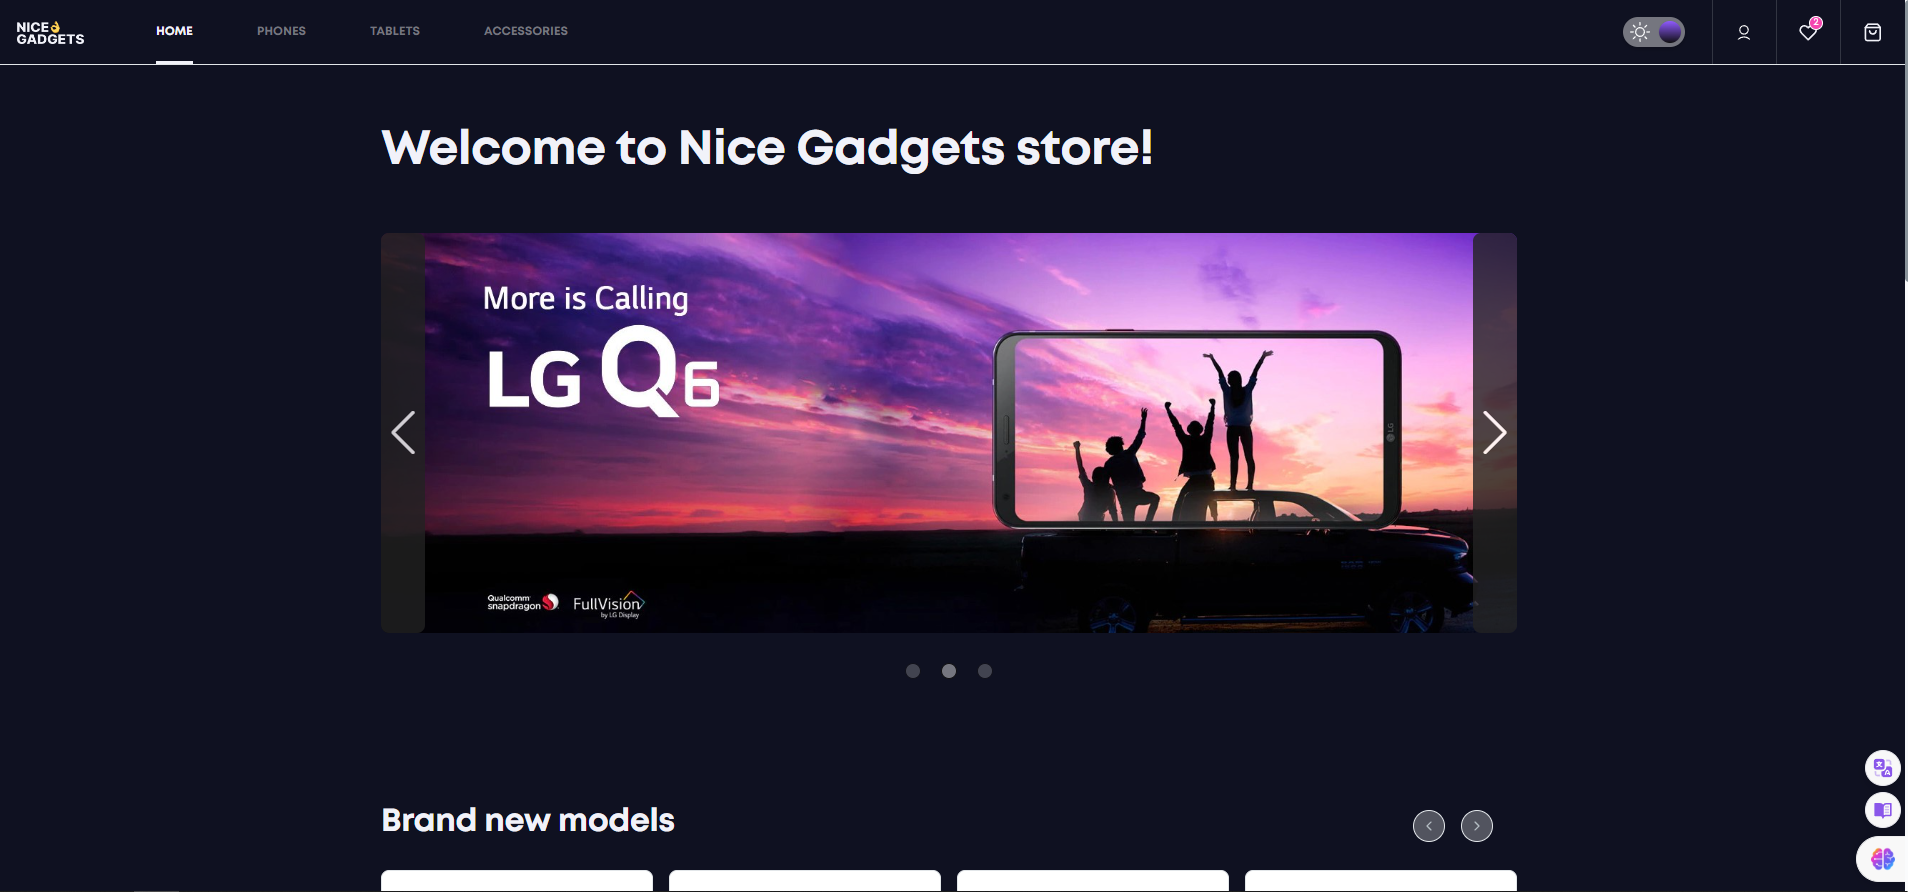 NICE
GADGETS
HOME
PHONES
TABLETS
ACCESSORIES
2
Welcome to Nice Gadgets store!
More is Calling
LG Q6
LG
Qualcomm
snapdragon
FullVision
by LG Display
Brand new models